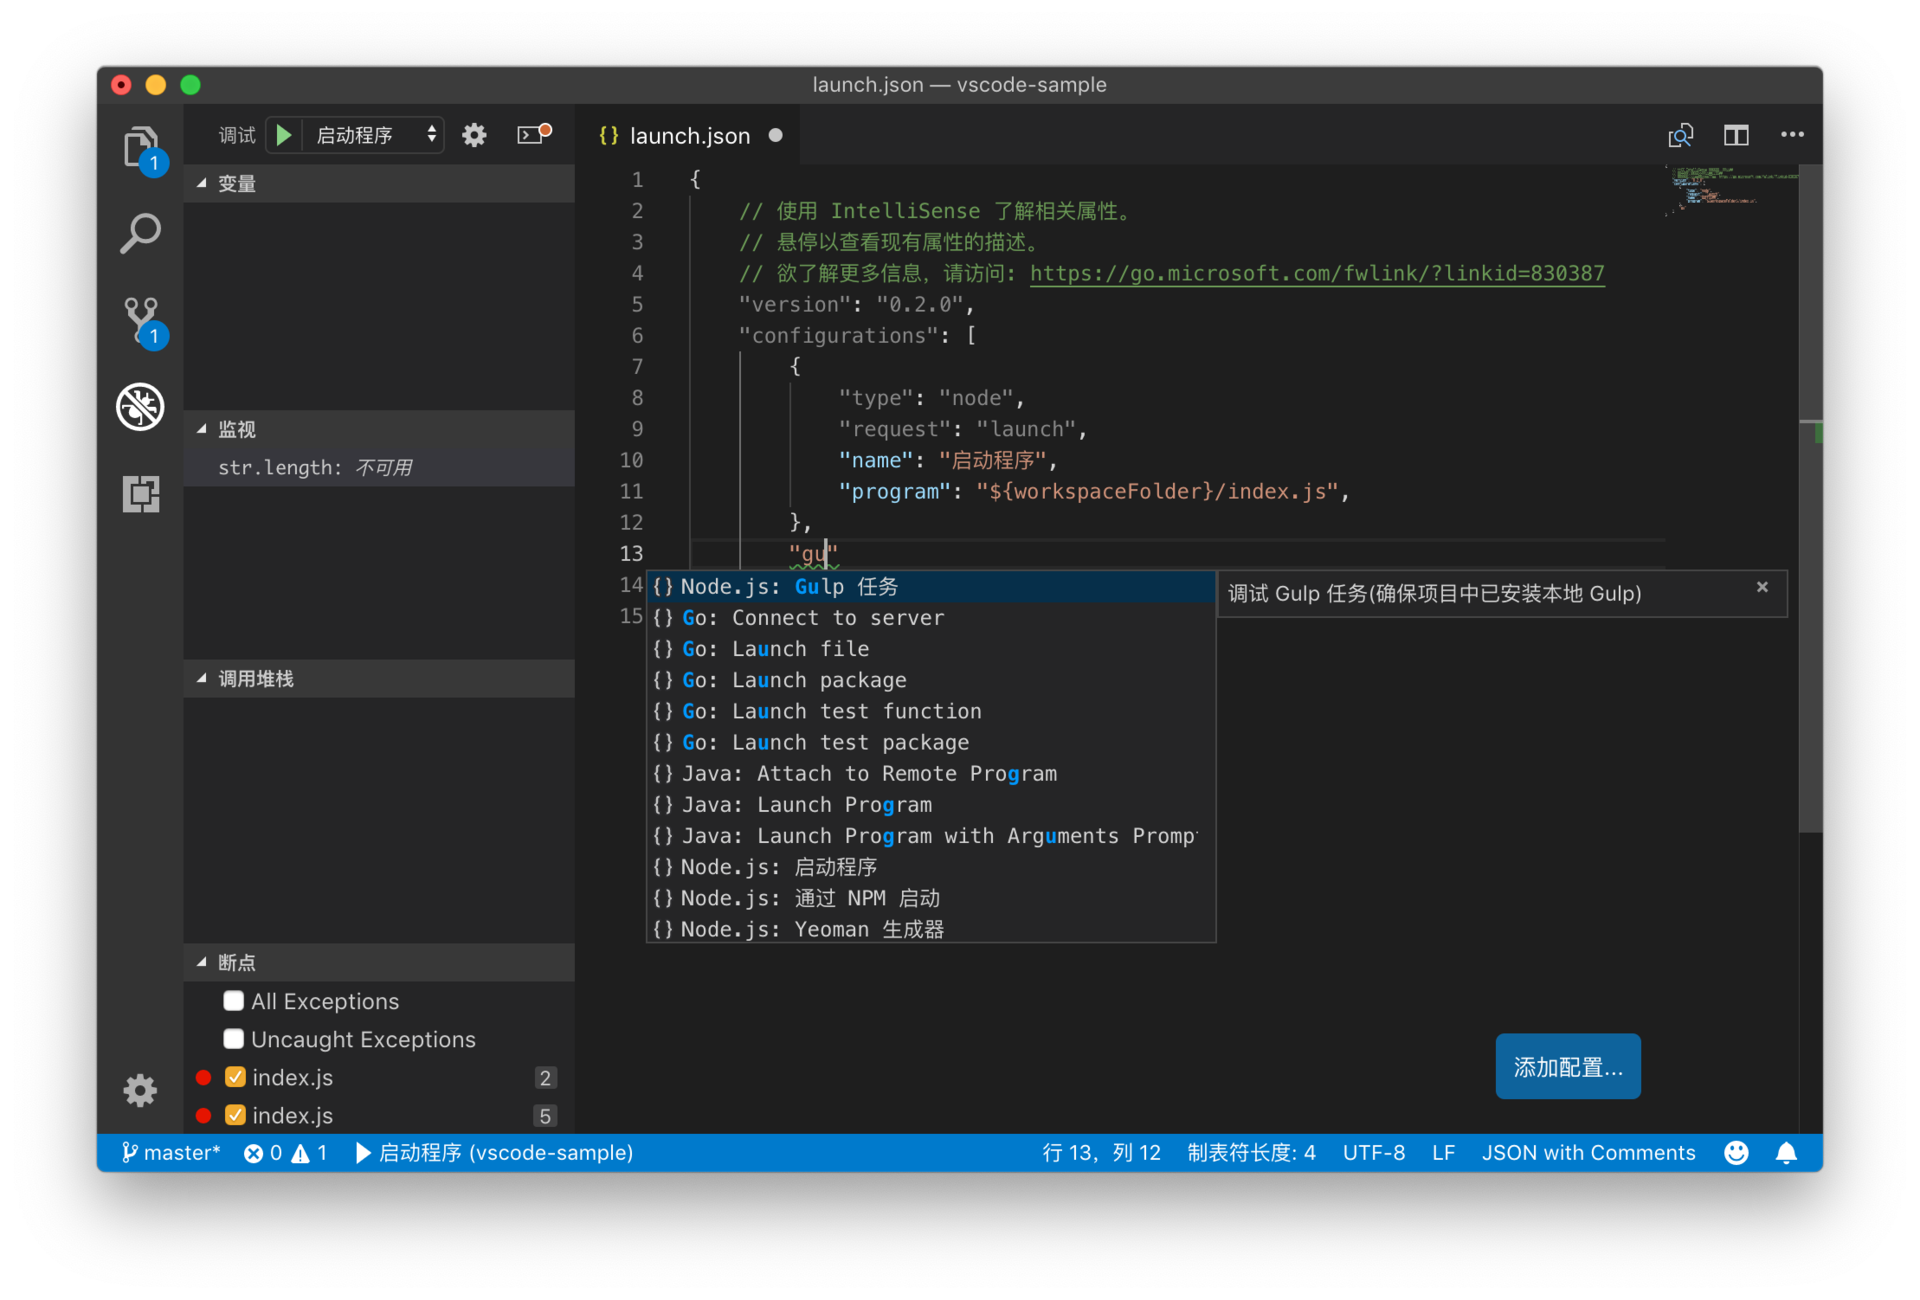 launch.json — vscode-sample
调试
启动程序
{} launch.json
1
1
变量
监视
str.length: 不可用
调用堆栈
断点
All Exceptions
Uncaught Exceptions
index.js 2
index.js 5
1 {
2 // 使用 IntelliSense 了解相关属性。
3 // 悬停以查看现有属性的描述。
4 // 欲了解更多信息，请访问: https://go.microsoft.com/fwlink/?linkid=830387
5 "version": "0.2.0",
6 "configurations": [
7 {
8 "type": "node",
9 "request": "launch",
10 "name": "启动程序",
11 "program": "${workspaceFolder}/index.js",
12 },
13 "gu"
14
15
{} Node.js: Gulp 任务
{} Go: Connect to server
{} Go: Launch file
{} Go: Launch package
{} Go: Launch test function
{} Go: Launch test package
{} Java: Attach to Remote Program
{} Java: Launch Program
{} Java: Launch Program with Arguments Promp
{} Node.js: 启动程序
{} Node.js: 通过 NPM 启动
{} Node.js: Yeoman 生成器
调试 Gulp 任务(确保项目中已安装本地 Gulp)
添加配置...
master* 0 1 启动程序 (vscode-sample) 行 13，列 12 制表符长度: 4 UTF-8 LF JSON with Comments